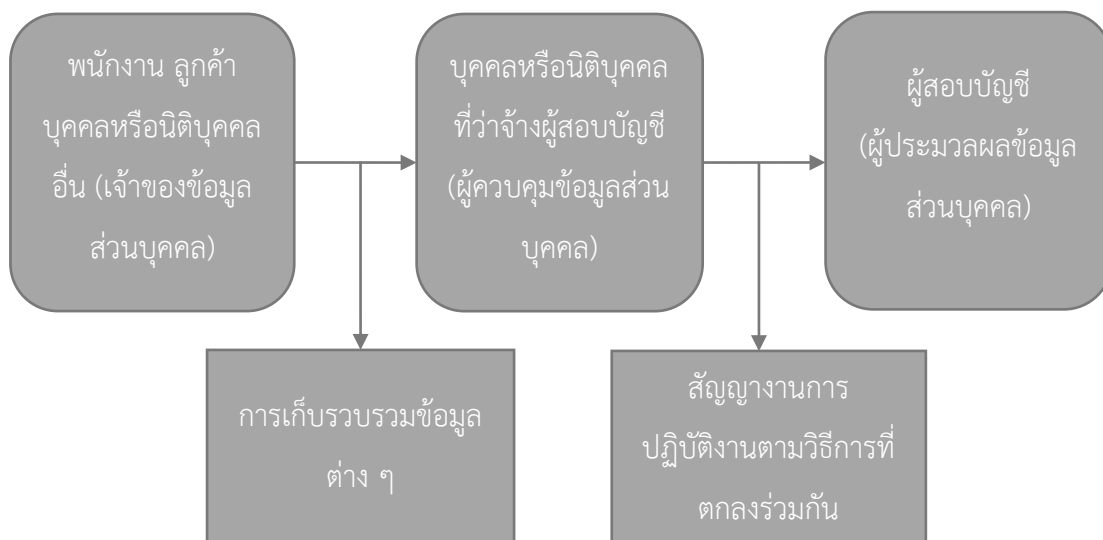 พนักงาน ลูกค้า
บุคคลหรือนิติบุคคล
อื่น (เจ้าของข้อมูล
ส่วนบุคคล)
บุคคลหรือนิติบุคคล
ที่ว่าจ้างผู้สอบบัญชี
(ผู้ควบคุมข้อมูลส่วน
บุคคล)
ผู้สอบบัญชี
(ผู้ประมวลผลข้อมูล
ส่วนบุคคล)
การเก็บรวบรวมข้อมูล
ต่าง ๆ
สัญญางานการ
ปฏิบัติงานตามวิธีการที่
ตกลงร่วมกัน